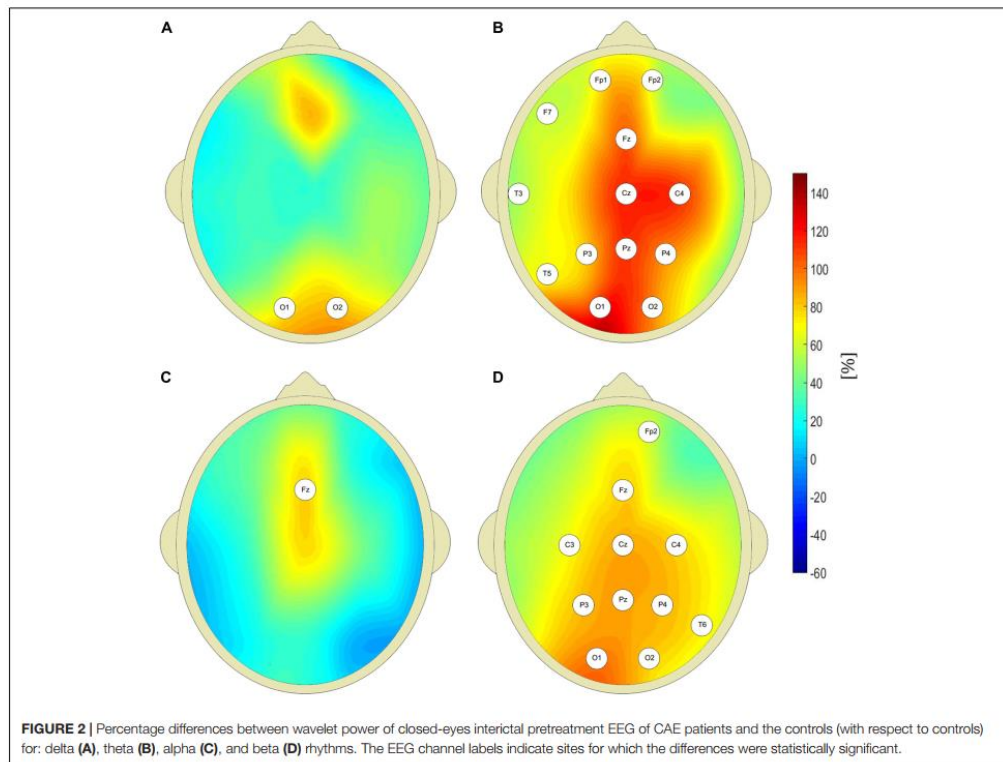 A
B
Fp1
Fp2
F7
Fz
T3
Cz
C4
P3
Pz
P4
T5
O1
O2
O1
O2
140
120
100
80
60
40
20
0
-20
-40
-60
[%]
C
D
Fp2
Fz
Fz
C3
Cz
C4
P3
Pz
P4
T6
O1
O2
FIGURE 2 | Percentage differences between wavelet power of closed-eyes interictal pretreatment EEG of CAE patients and the controls (with respect to controls)
for: delta (A), theta (B), alpha (C), and beta (D) rhythms. The EEG channel labels indicate sites for which the differences were statistically significant.